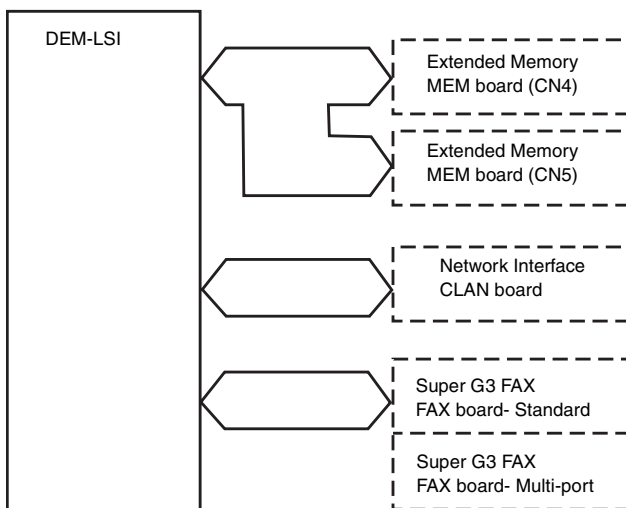 DEM-LSI
Extended Memory
MEM board (CN4)
Extended Memory
MEM board (CN5)
Network Interface
CLAN board
Super G3 FAX
FAX board- Standard
Super G3 FAX
FAX board- Multi-port